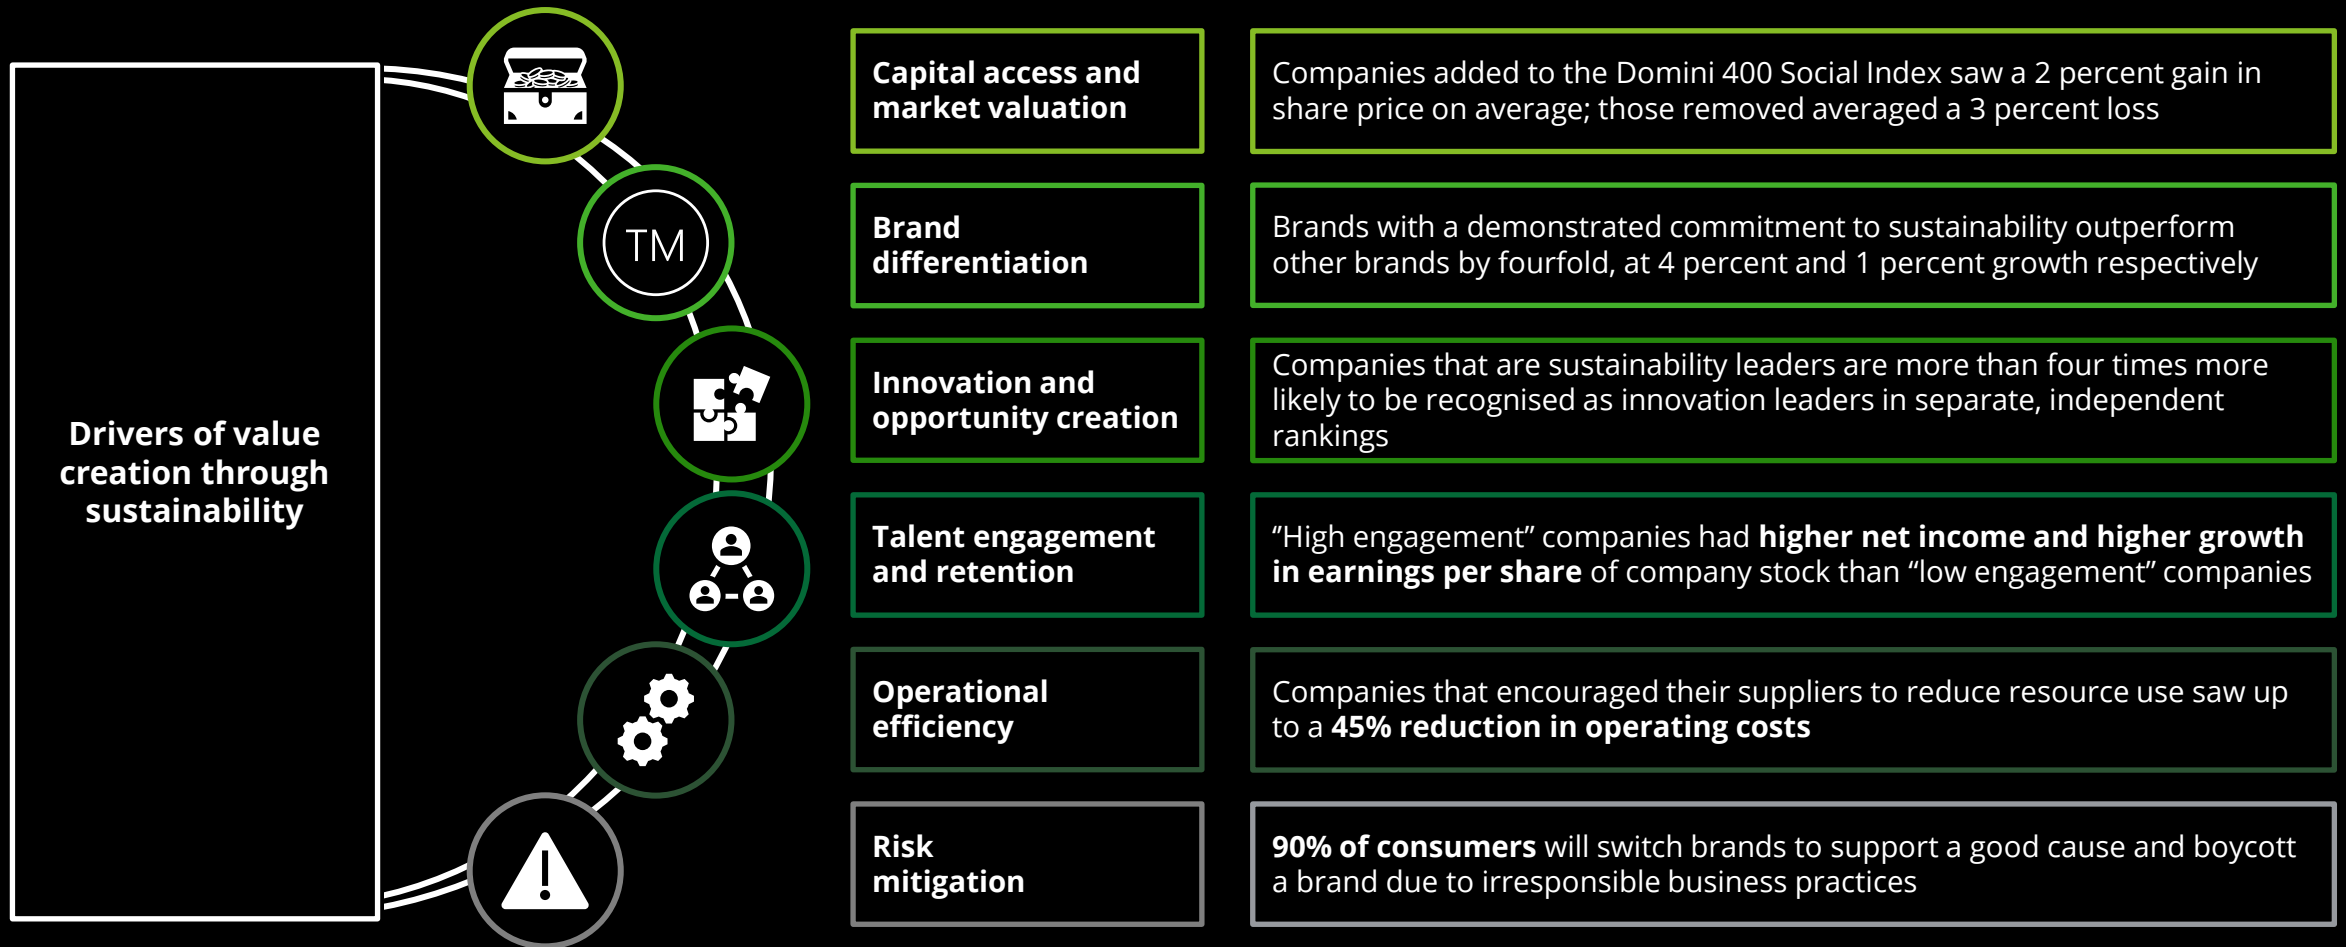 Drivers of value
creation through
sustainability
TM
Capital access and
market valuation
Companies added to the Domini 400 Social Index saw a 2 percent gain in
share price on average; those removed averaged a 3 percent loss
Brand
differentiation
Brands with a demonstrated commitment to sustainability outperform
other brands by fourfold, at 4 percent and 1 percent growth respectively
Innovation and
opportunity creation
Companies that are sustainability leaders are more than four times more
likely to be recognised as innovation leaders in separate, independent
rankings
Talent engagement
and retention
“High engagement” companies had higher net income and higher growth
in earnings per share of company stock than “low engagement” companies
Operational
efficiency
Companies that encouraged their suppliers to reduce resource use saw up
to a 45% reduction in operating costs
Risk
mitigation
90% of consumers will switch brands to support a good cause and boycott
a brand due to irresponsible business practices